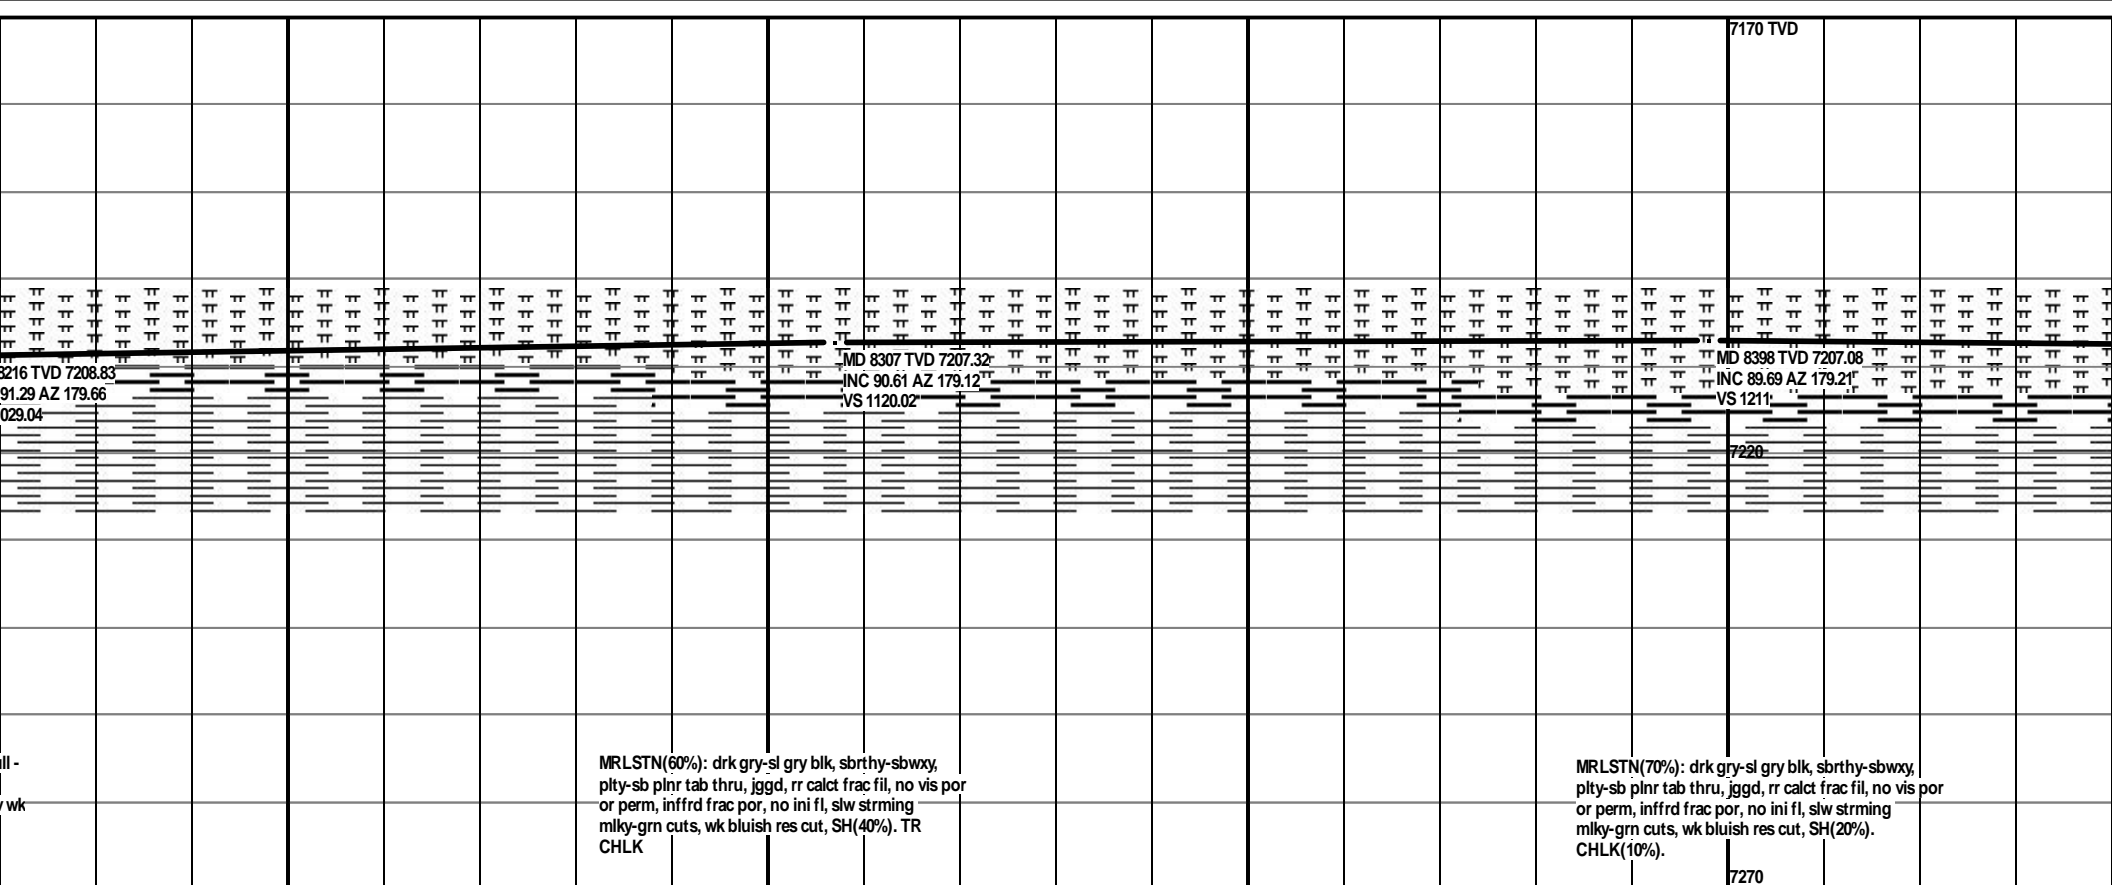 7170 TVD
8216 TVD 7208.83
91.29 AZ 179.66
029.04
MD 8307 TVD 7207.32
INC 90.61 AZ 179.12
VS 1120.02
MD 8398 TVD 7207.08
INC 89.69 AZ 179.21
VS 1211
7220
ll -
wk
MRLSTN(60%): drk gry-sl gry blk, sbrthy-sbwxy,
plty-sb plnr tab thru, jggd, rr calct frac fil, no vis por
or perm, inffrd frac por, no ini fl, slw strming
mlky-grn cuts, wk bluish res cut, SH(40%). TR
CHLK
MRLSTN(70%): drk gry-sl gry blk, sbrthy-sbwxy,
plty-sb plnr tab thru, jggd, rr calct frac fil, no vis por
or perm, inffrd frac por, no ini fl, slw strming
mlky-grn cuts, wk bluish res cut, SH(20%).
CHLK(10%).
7270